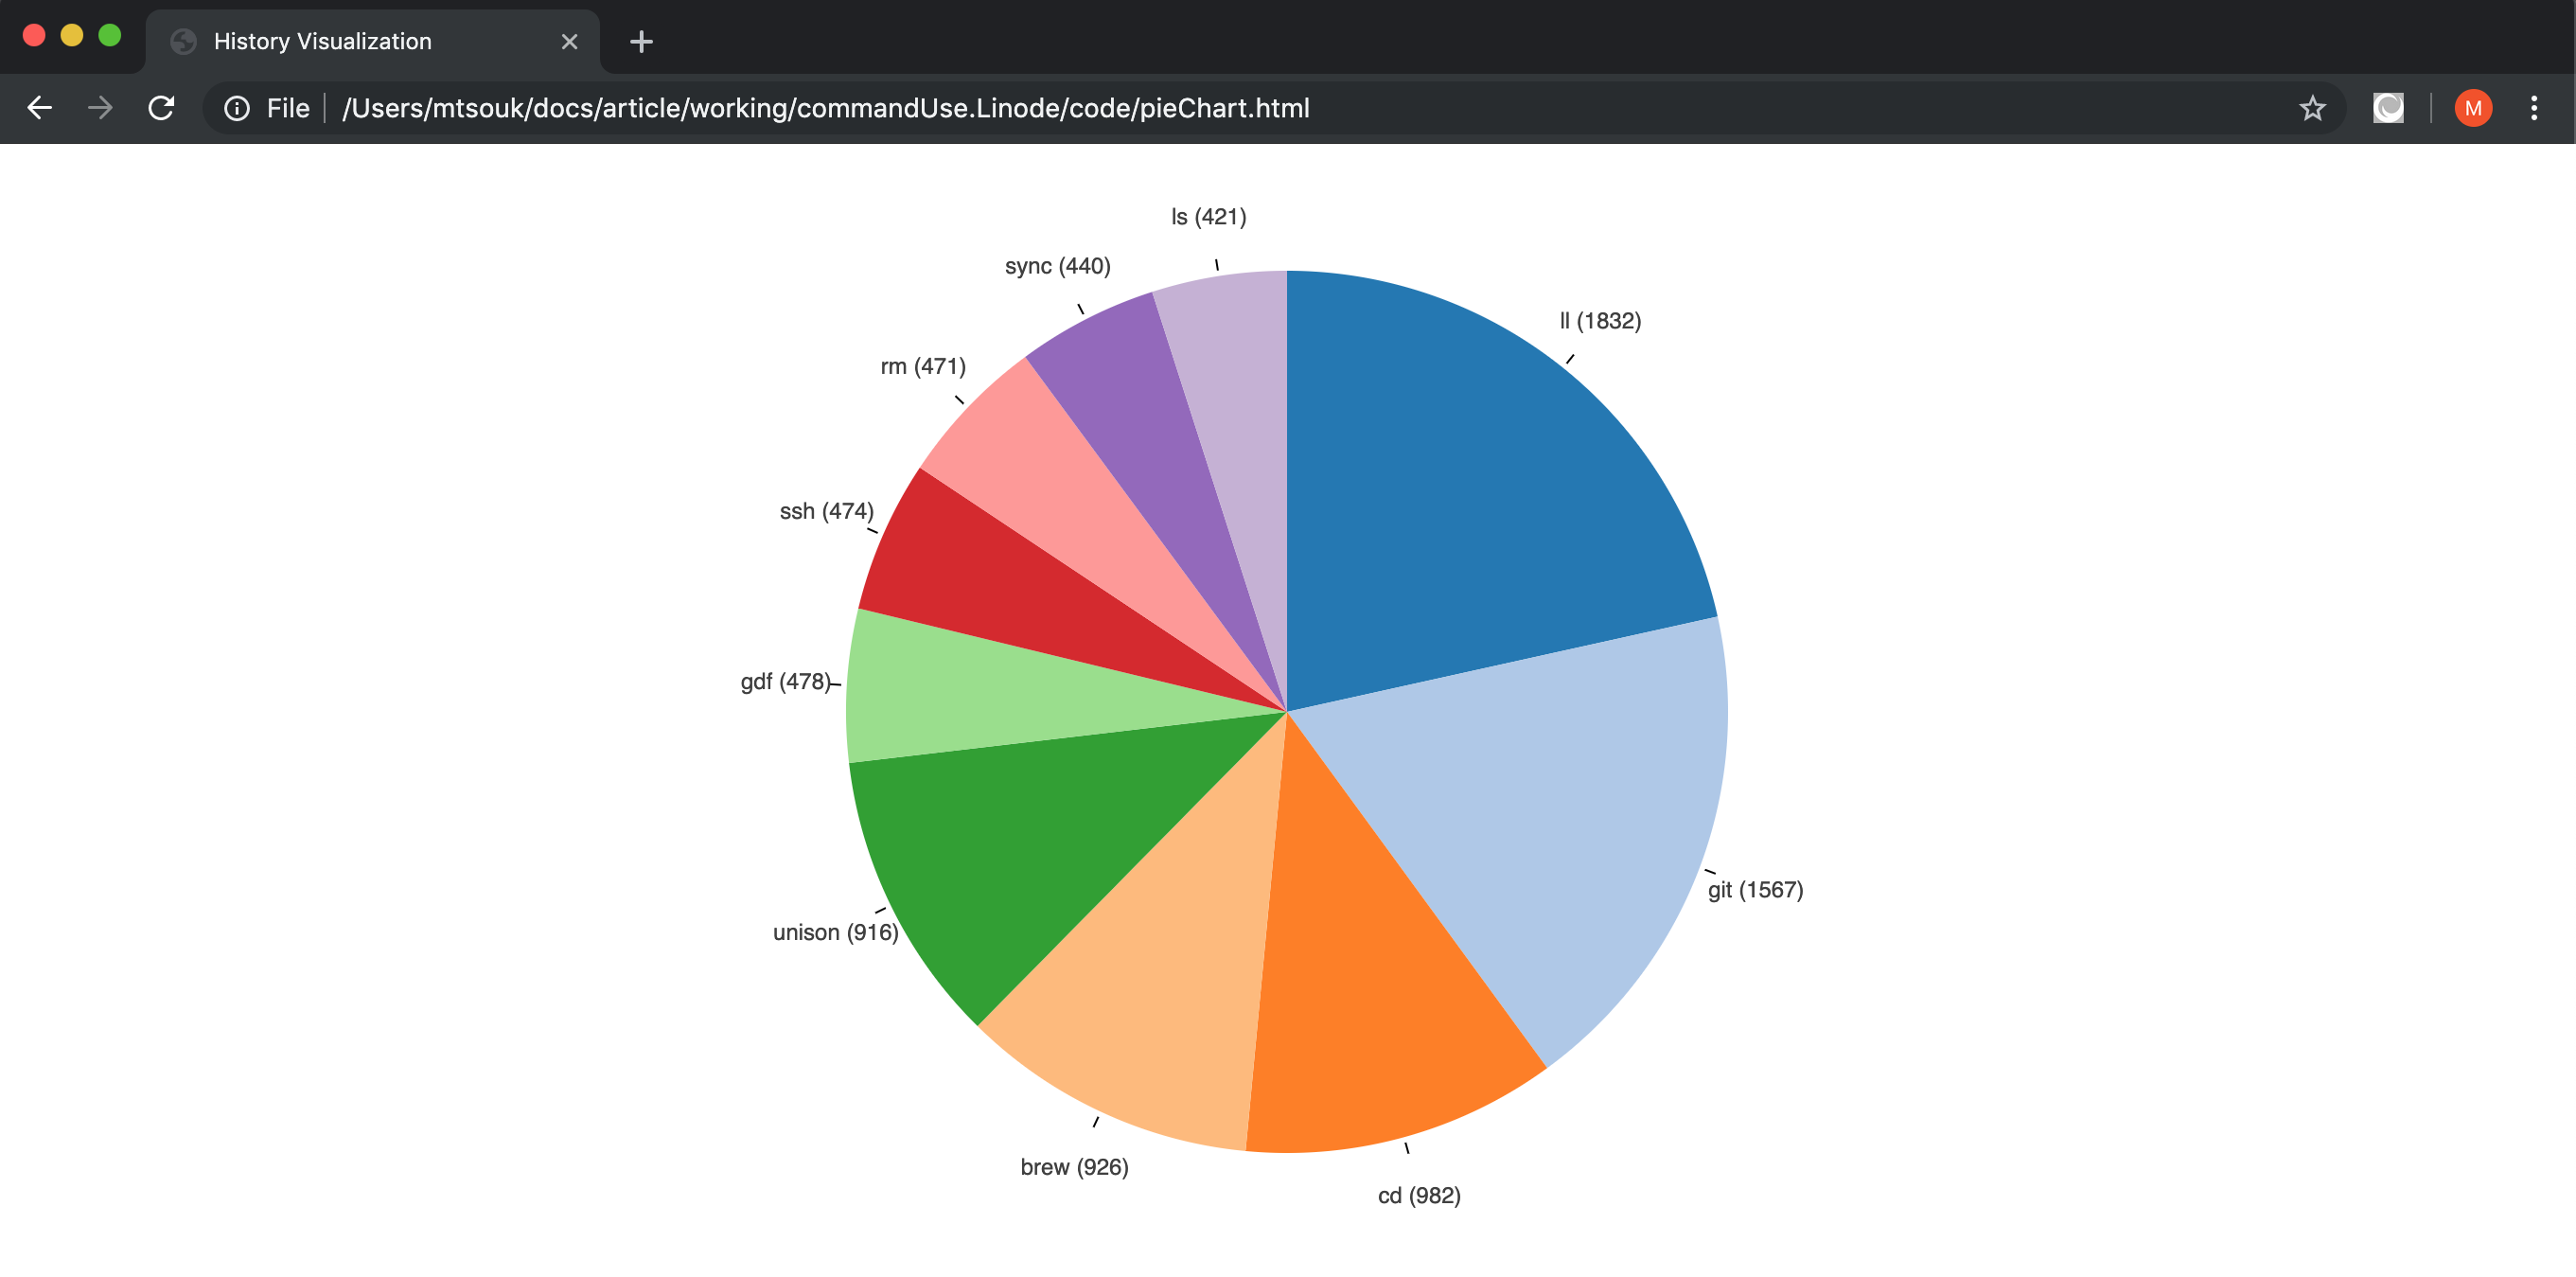 History Visualization
File /Users/mtsouk/docs/article/working/commandUse.Linode/code/pieChart.html
M
ls (421)
sync (440)
ll (1832)
rm (471)
ssh (474)
gdf (478)
git (1567)
unison (916)
brew (926)
cd (982)